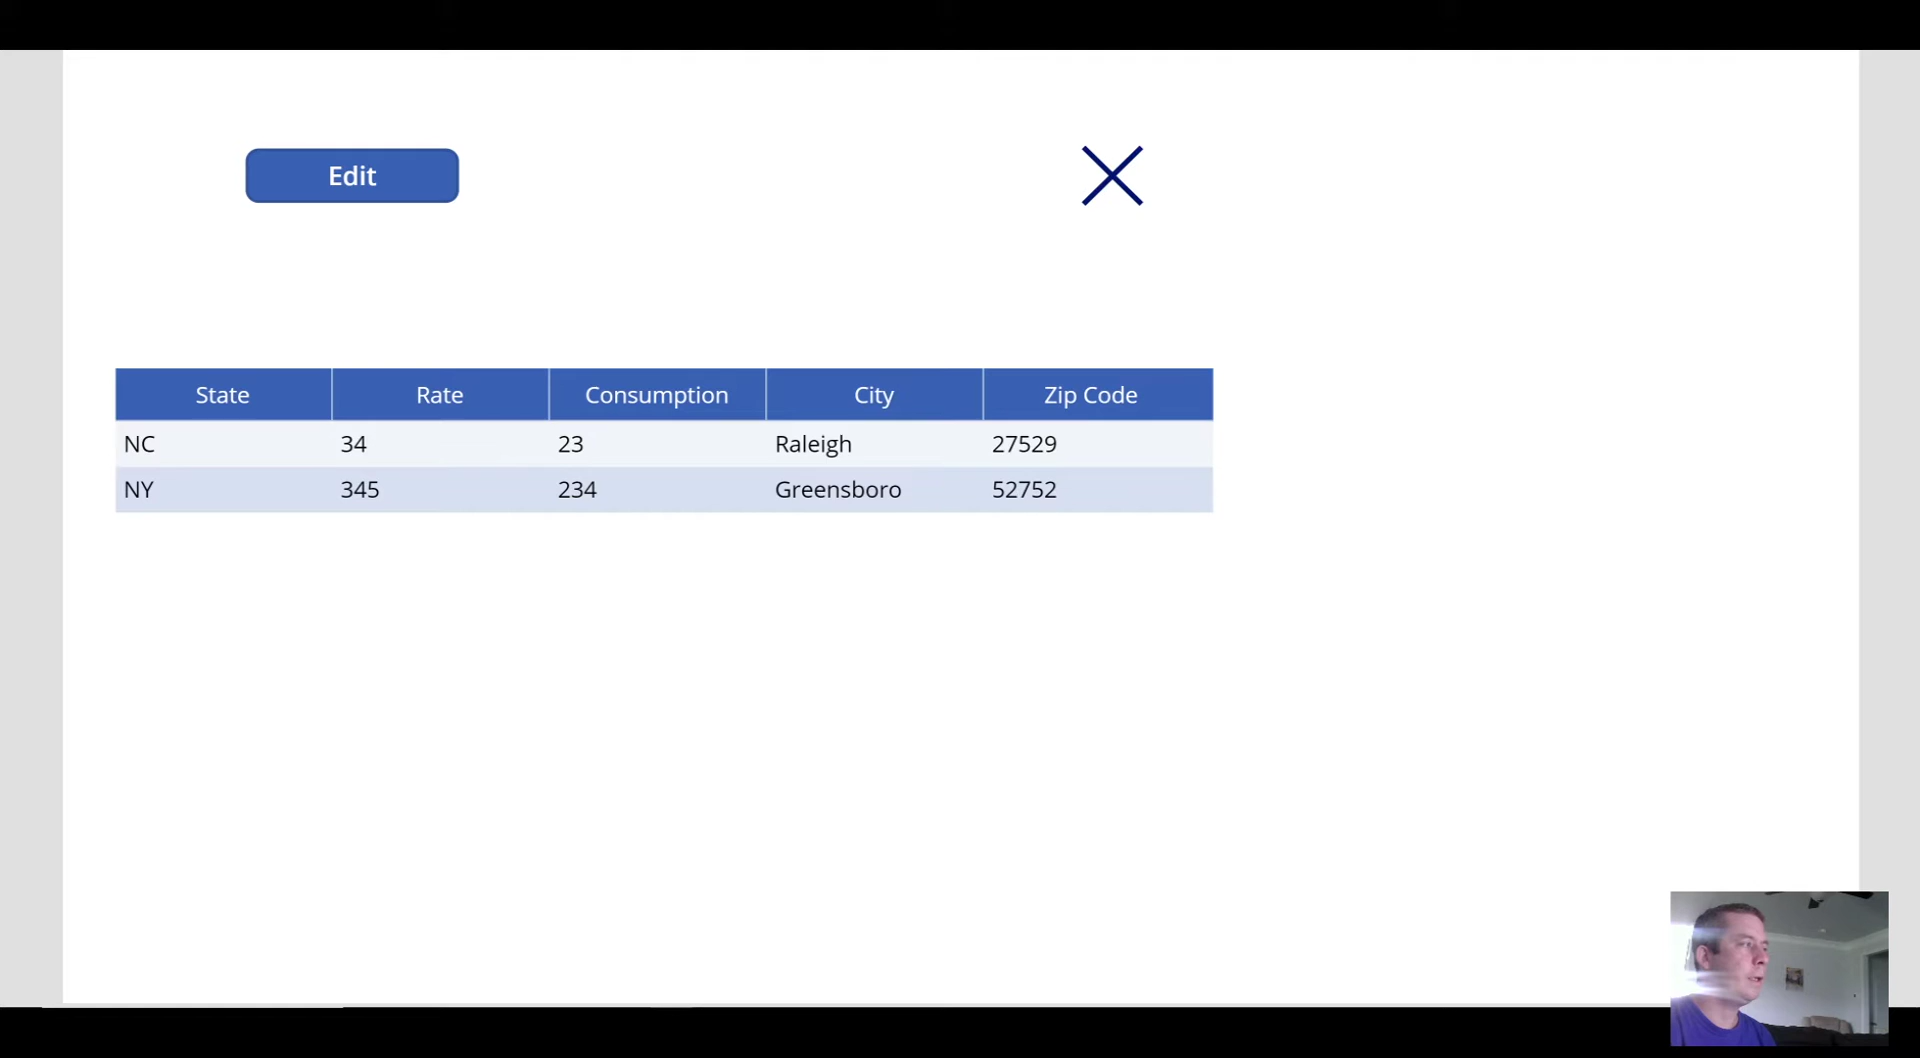 Edit
State Rate Consumption City Zip Code
NC 34 23 Raleigh 27529
NY 345 234 Greensboro 52752